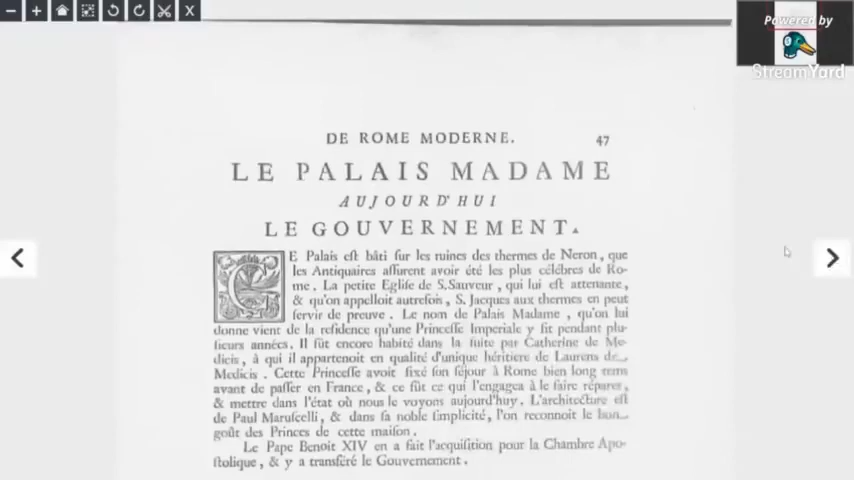 Powered by
StreamYard
DE ROME MODERNE. 47
LE PALAIS MADAME
AUJOURD'HUI
LE GOUVERNEMENT.
CE Palais eſt bâti ſur les ruines des thermes de Neron, que
les Antiquaires aſſurent avoir été les plus célébres de Ro-
me. La petite Egliſe de S. Sauveur, qui lui eſt attenante,
& qu'on appelloit autrefois, S. Jacques aux thermes en peut
ſervir de preuve. Le nom de Palais Madame, qu'on lui
donne vient de la reſidence qu'une Princeſſe Imperiale y fit pendant plu-
ſieurs années. Il fût encore habité dans la ſuite par Catherine de Me-
dicis, à qui il appartenoit en qualité d'unique héritiere de Laurens de
Medicis. Cette Princeſſe avoit fixé ſon ſéjour à Rome bien long tems
avant de paſſer en France, & ce fût ce qui l'engagea à le faire réparer,
& mettre dans l'état où nous le voyons aujourd'huy. L'architecture eſt
de Paul Maruſcelli, & dans ſa noble ſimplicité, l'on reconnoit le bon
goût des Princes de cette maiſon.
Le Pape Benoit XIV en a fait l'acquiſition pour la Chambre Apo-
ſtolique, & y a transféré le Gouvernement.